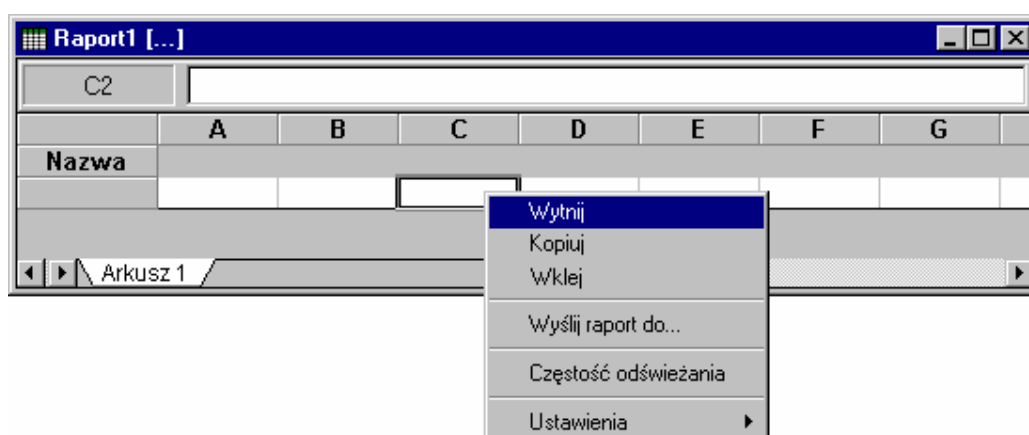 Raport1 [...]
C2
A B C D E F G
Nazwa
Wytnij
Kopiuj
Wklej
Arkusz 1
Wyślij raport do...
Częstość odświeżania
Ustawienia